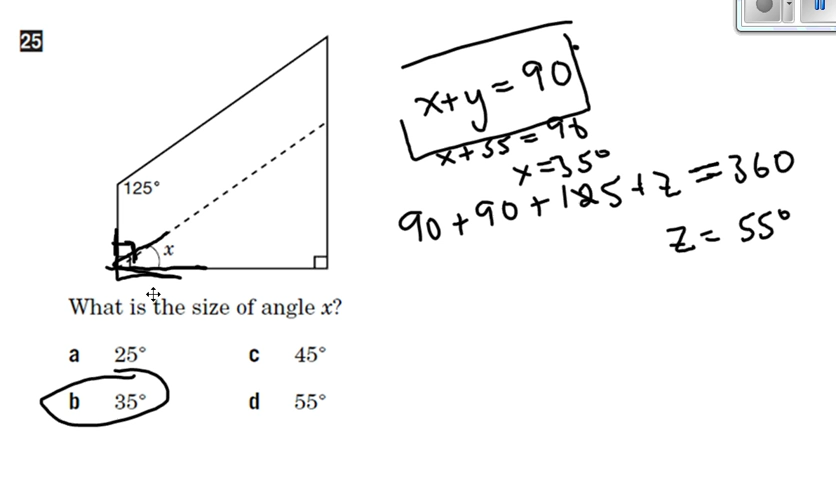 25
125°
x
What is the size of angle x?
a 25° c 45°
b 35° d 55°
x+y=90
x+55=90
x=35°
90+90+125+z=360
z=55°